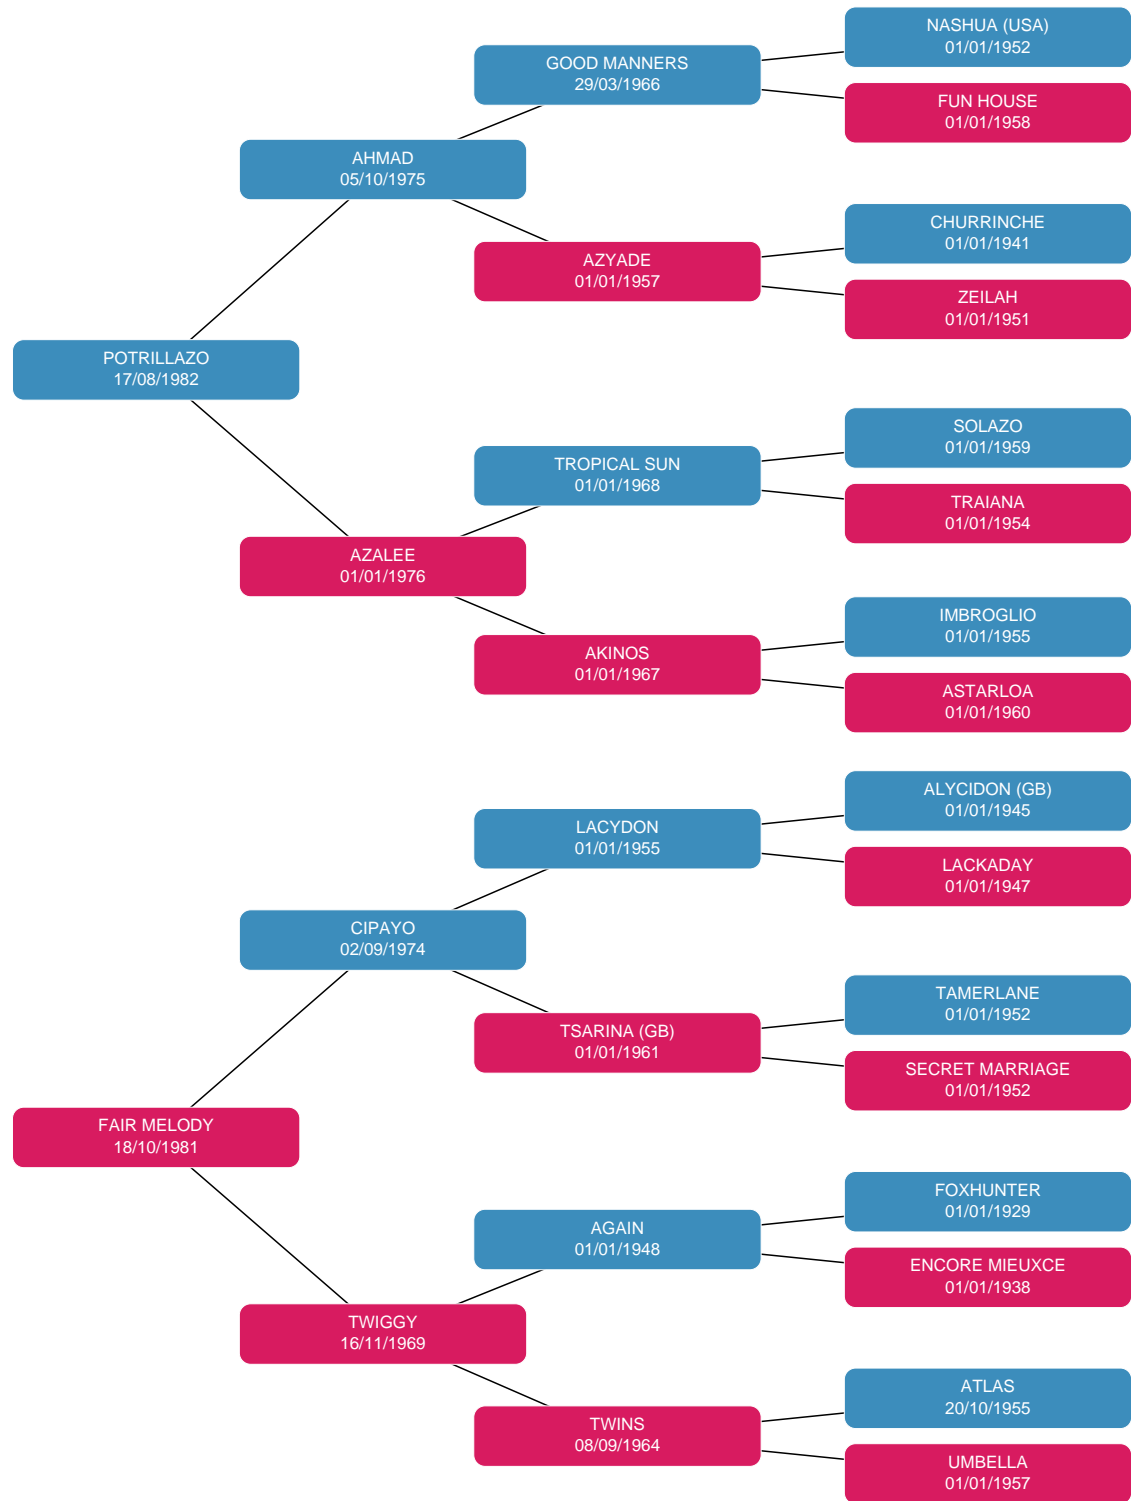 NASHUA (USA)
01/01/1952
GOOD MANNERS
29/03/1966
FUN HOUSE
01/01/1958
AHMAD
05/10/1975
CHURRINCHE
01/01/1941
AZYADE
01/01/1957
ZEILAH
01/01/1951
POTRILLAZO
17/08/1982
SOLAZO
01/01/1959
TROPICAL SUN
01/01/1968
TRAIANA
01/01/1954
AZALEE
01/01/1976
IMBROGLIO
01/01/1955
AKINOS
01/01/1967
ASTARLOA
01/01/1960
ALYCIDON (GB)
01/01/1945
LACYDON
01/01/1955
LACKADAY
01/01/1947
CIPAYO
02/09/1974
TAMERLANE
01/01/1952
TSARINA (GB)
01/01/1961
SECRET MARRIAGE
01/01/1952
FAIR MELODY
18/10/1981
FOXHUNTER
01/01/1929
AGAIN
01/01/1948
ENCORE MIEUXCE
01/01/1938
TWIGGY
16/11/1969
ATLAS
20/10/1955
TWINS
08/09/1964
UMBELLA
01/01/1957